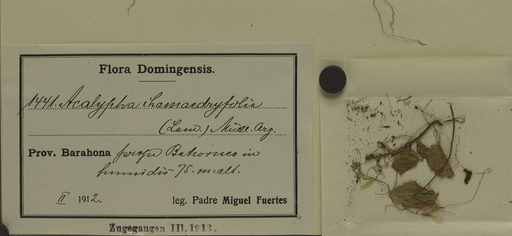 Flora Domingensis.
1441. Acalypha chamaedryfolia
(Lam.) Müll. Arg.
Prov. Barahona prope Bahoruco in
humidis 75 m. alt.
II 1912. leg. Padre Miguel Fuertes
Zugegangen III. 1913.